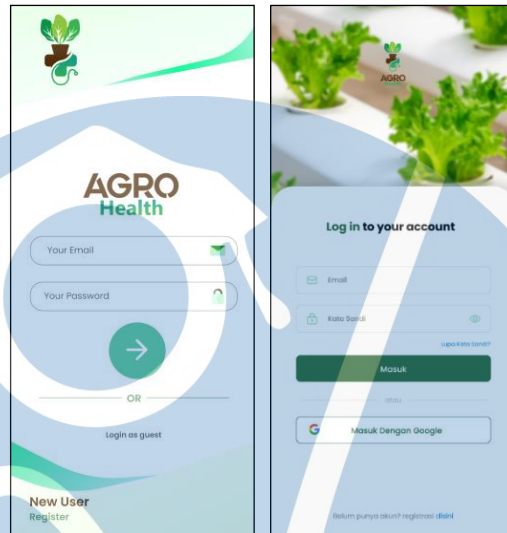 AGRO
Health
Your Email
Your Password
OR
Login as guest
New User
Register
AGRO
Log in to your account
Email
Kata Sandi
Lupa Kata Sandi?
Masuk
atau
Masuk Dengan Google
Belum punya akun? registrasi disini